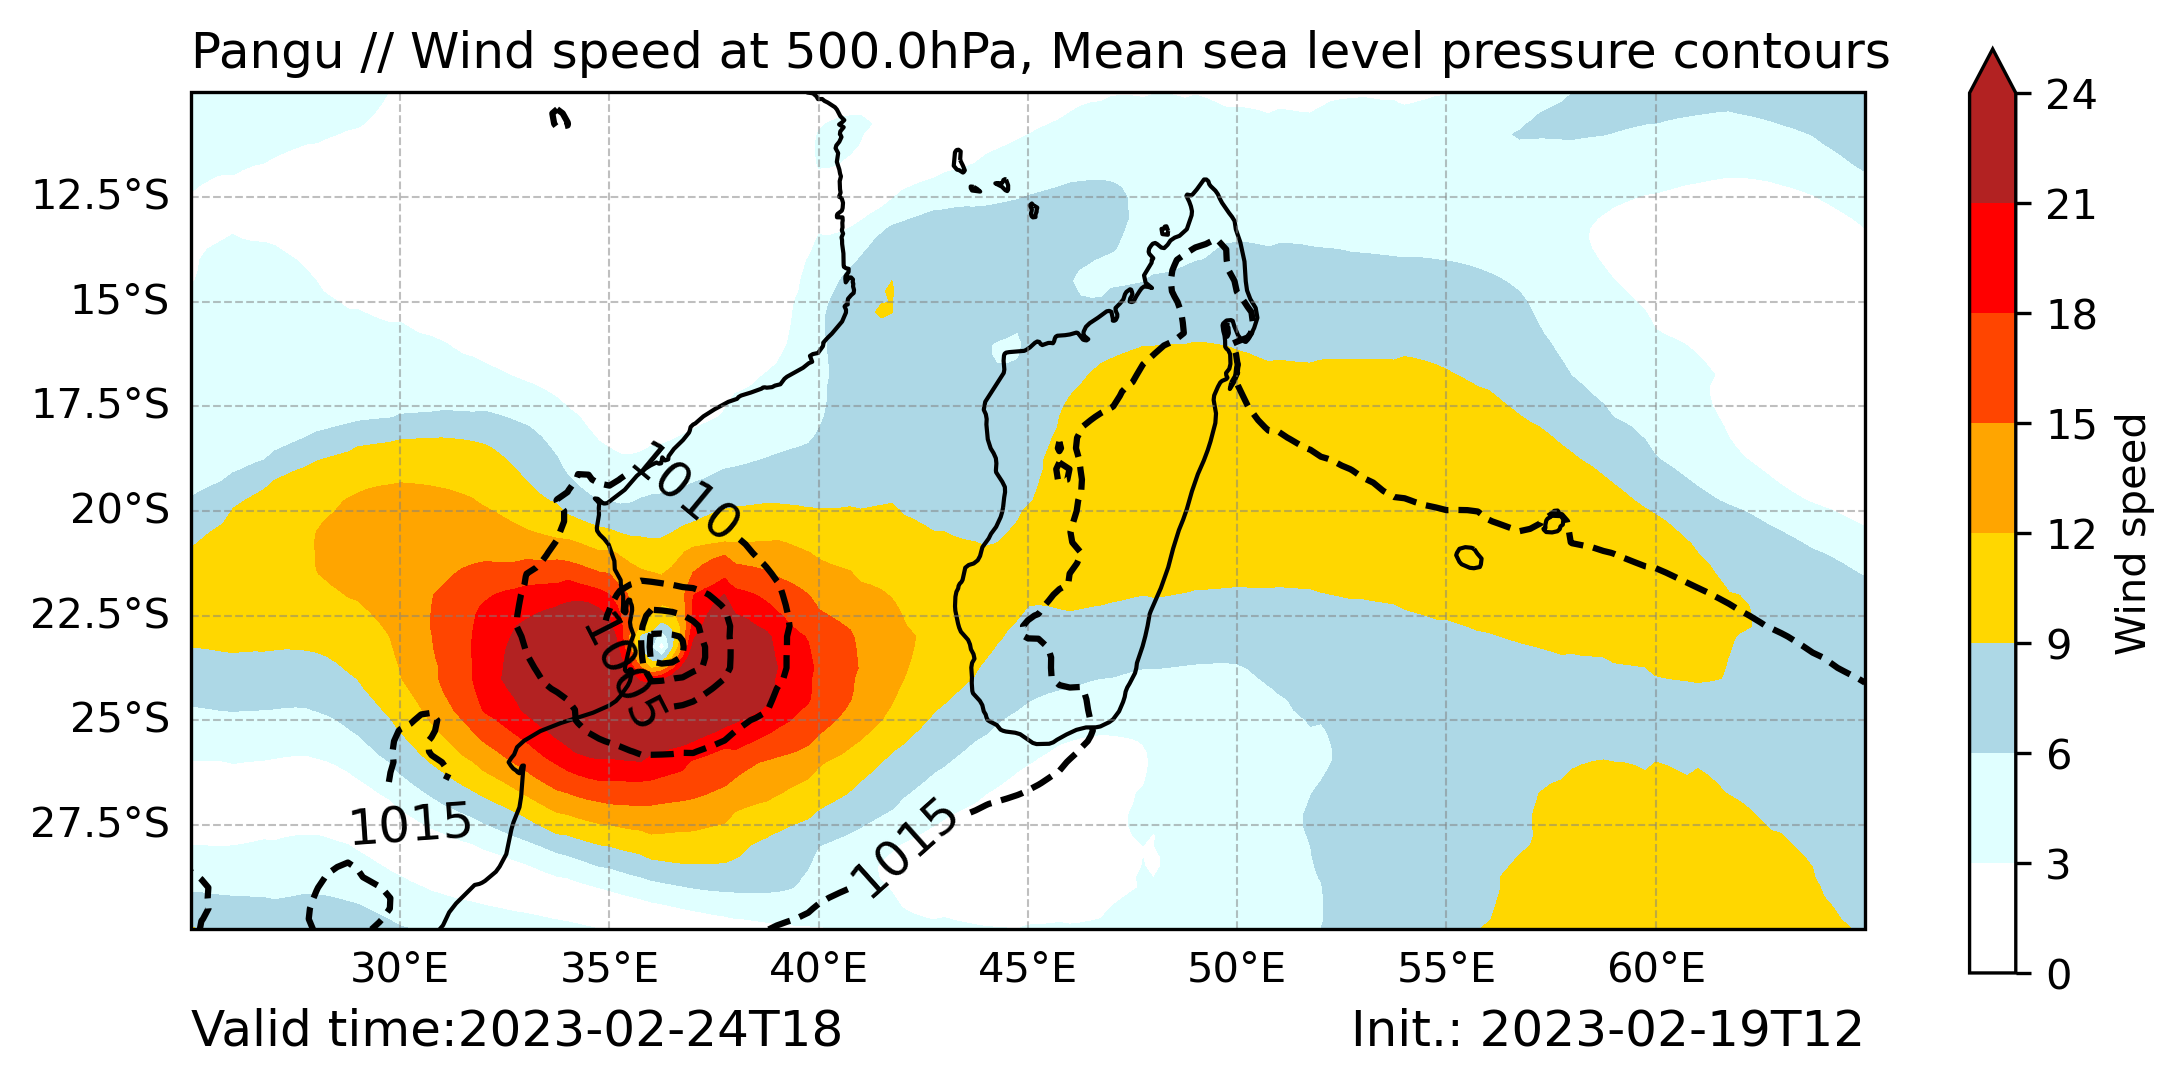 Pangu // Wind speed at 500.0hPa, Mean sea level pressure contours
24
21
18
15
12
9
6
3
0
Wind speed
12.5°S
15°S
17.5°S
20°S
22.5°S
25°S
27.5°S
1010
1005
1015
1015
30°E 35°E 40°E 45°E 50°E 55°E 60°E
Valid time:2023-02-24T18
Init.: 2023-02-19T12